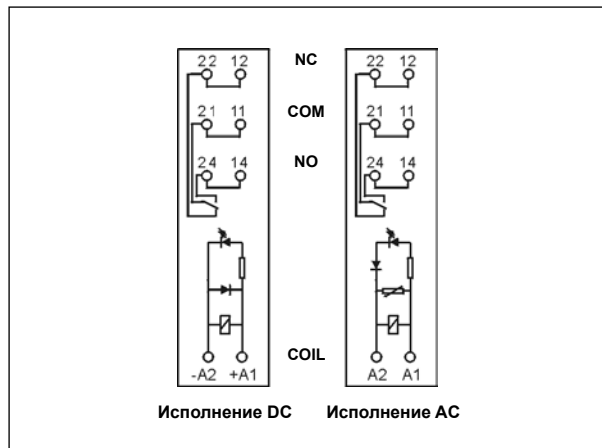 22 12 NC 22 12
21 11 COM 21 11
24 14 NO 24 14
COIL
-A2 +A1 A2 A1
Исполнение DC Исполнение AC